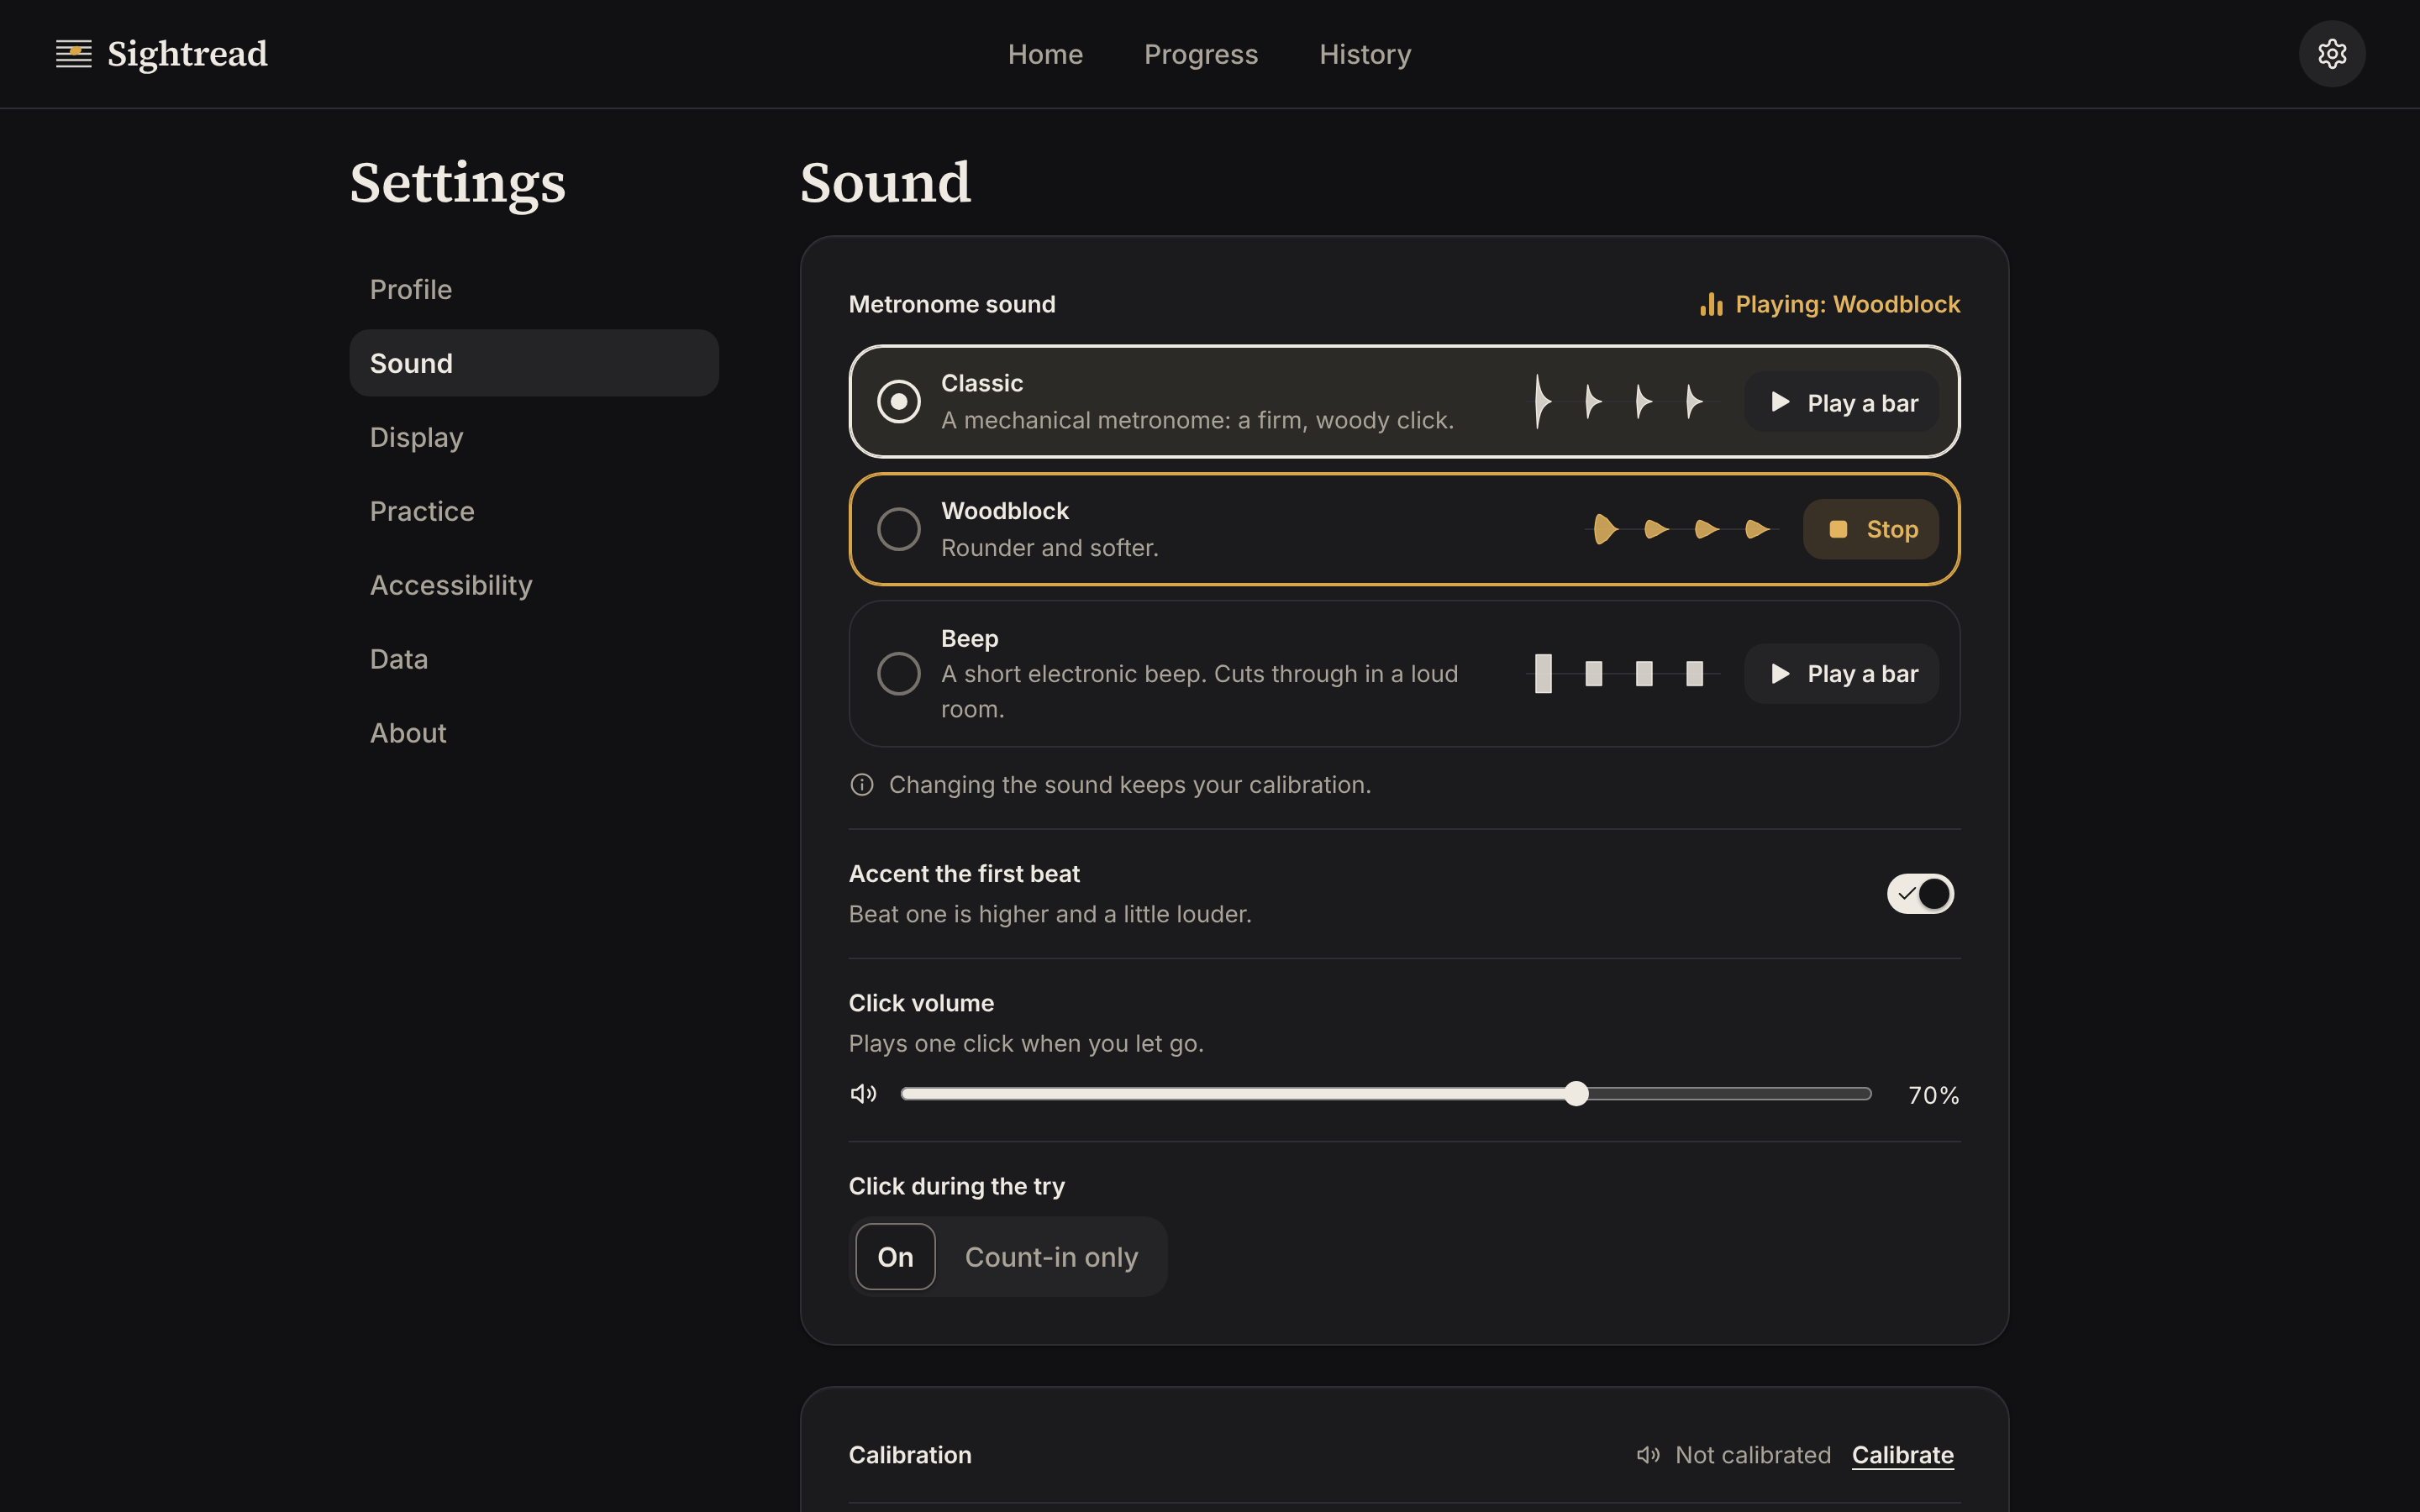 Sightread
Home
Progress
History
Settings
Profile
Sound
Display
Practice
Accessibility
Data
About
Sound
Metronome sound
Playing: Woodblock
Classic
A mechanical metronome: a firm, woody click.
Play a bar
Woodblock
Rounder and softer.
Stop
Beep
A short electronic beep. Cuts through in a loud
room.
Play a bar
Changing the sound keeps your calibration.
Accent the first beat
Beat one is higher and a little louder.
Click volume
Plays one click when you let go.
70%
Click during the try
On
Count-in only
Calibration
Not calibrated
Calibrate